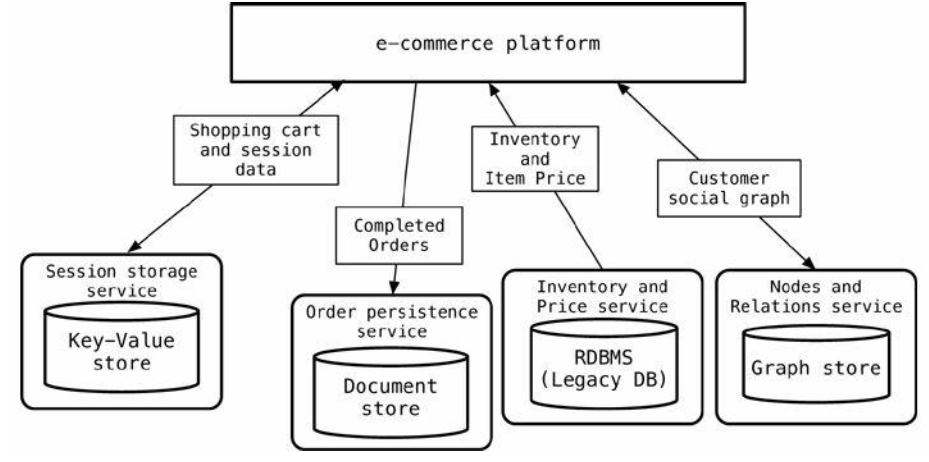 e-commerce platform
Shopping cart
and session
data
Completed
Orders
Inventory
and
Item Price
Customer
social graph
Session storage
service
Key-Value
store
Order persistence
service
Document
store
Inventory and
Price service
RDBMS
(Legacy DB)
Nodes and
Relations service
Graph store